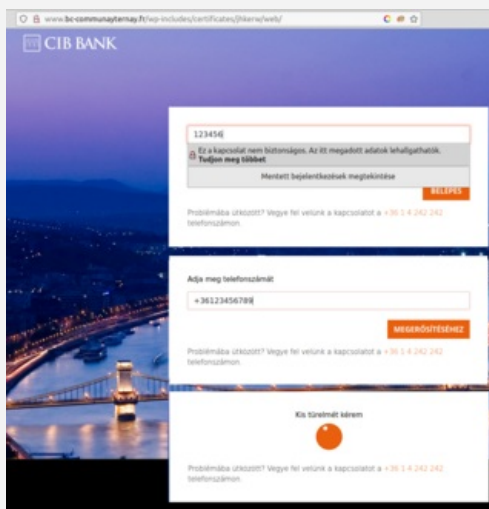 www.bc-communayternay.fr/wp-includes/certificates/jhkerw/web/
CIB BANK
123456
Ez a kapcsolat nem biztonságos. Az itt megadott adatok lehallgathatók.
Tudjon meg többet
Mentett bejelentkezések megtekintése
BELÉPÉS
Problémába ütközött? Vegye fel velünk a kapcsolatot a +36 1 4 242 242
telefonszámon.
Adja meg telefonszámát
+36123456789
MEGERŐSÍTÉSÉHEZ
Problémába ütközött? Vegye fel velünk a kapcsolatot a +36 1 4 242 242
telefonszámon.
Kis türelmét kérem
Problémába ütközött? Vegye fel velünk a kapcsolatot a +36 1 4 242 242
telefonszámon.